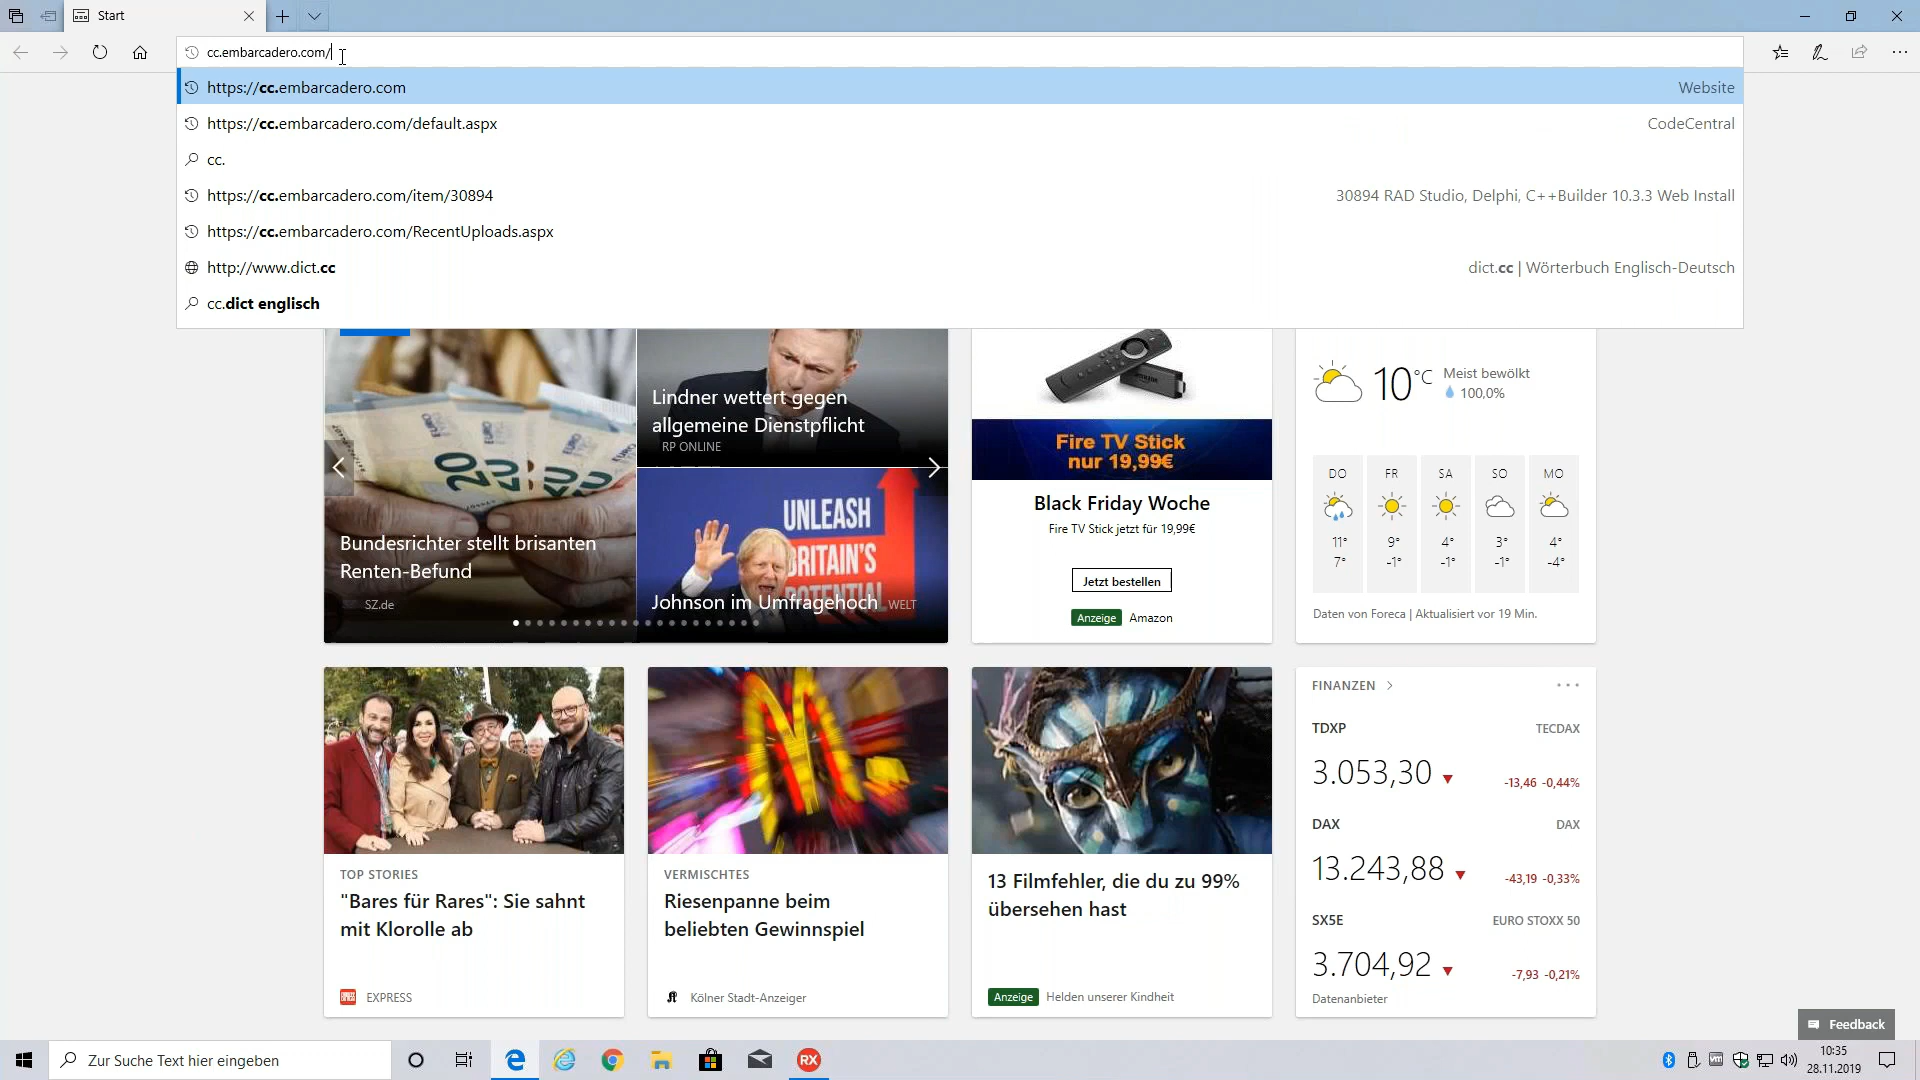 Start
cc.embarcadero.com/
https://cc.embarcadero.com
Website
https://cc.embarcadero.com/default.aspx
CodeCentral
cc.
https://cc.embarcadero.com/item/30894
30894 RAD Studio, Delphi, C++Builder 10.3.3 Web Install
https://cc.embarcadero.com/RecentUploads.aspx
http://www.dict.cc
dict.cc | Wörterbuch Englisch-Deutsch
cc.dict englisch
Bundesrichter stellt brisanten
Renten-Befund
SZ.de
Lindner wettert gegen
allgemeine Dienstpflicht
RP ONLINE
UNLEASH
BRITAIN'S
POTENTIAL
Johnson im Umfragehoch
WELT
Fire TV Stick
nur 19,99€
Black Friday Woche
Fire TV Stick jetzt für 19,99€
Jetzt bestellen
Anzeige
Amazon
10°C
Meist bewölkt
100,0%
DO
FR
SA
SO
MO
11°
9°
4°
3°
4°
7°
-1°
-1°
-1°
-4°
Daten von Foreca | Aktualisiert vor 19 Min.
TOP STORIES
"Bares für Rares": Sie sahnt
mit Klorolle ab
EXPRESS
VERMISCHTES
Riesenpanne beim
beliebten Gewinnspiel
Kölner Stadt-Anzeiger
13 Filmfehler, die du zu 99%
übersehen hast
Anzeige
Helden unserer Kindheit
FINANZEN
TDXP
TECDAX
3.053,30
-13,46 -0,44%
DAX
DAX
13.243,88
-43,19 -0,33%
SX5E
EURO STOXX 50
3.704,92
-7,93 -0,21%
Datenanbieter
Feedback
Zur Suche Text hier eingeben
RX
10:35
28.11.2019